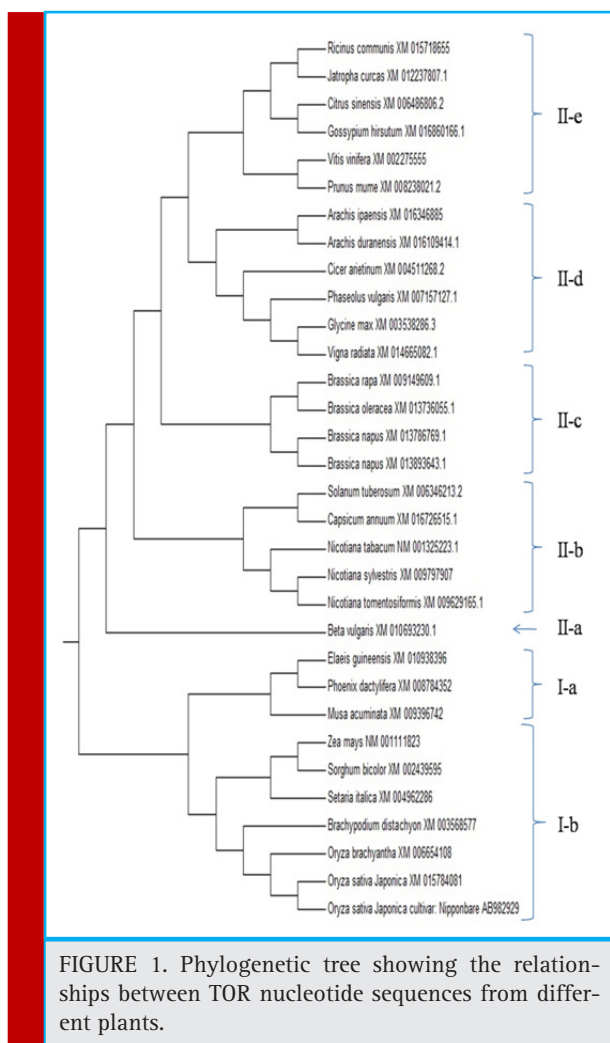 Ricinus communis XM 015718655
Jatropha curcas XM 012237807.1
Citrus sinensis XM 006486806.2
Gossypium hirsutum XM 016860166.1
II-e
Vitis vinifera XM 002275555
Prunus mume XM 008238021.2
Arachis ipaensis XM 016346885
Arachis duranensis XM 016109414.1
Cicer arietinum XM 004511268.2
II-d
Phaseolus vulgaris XM 007157127.1
Glycine max XM 003538286.3
Vigna radiata XM 014665082.1
Brassica rapa XM 009149609.1
Brassica oleracea XM 013736055.1
II-c
Brassica napus XM 013786769.1
Brassica napus XM 013893643.1
Solanum tuberosum XM 006346213.2
Capsicum annuum XM 016726515.1
Nicotiana tabacum NM 001325223.1
II-b
Nicotiana sylvestris XM 009797907
Nicotiana tomentosiformis XM 009629165.1
Beta vulgaris XM 010693230.1
II-a
Elaeis guineensis XM 010938396
Phoenix dactylifera XM 008784352
I-a
Musa acuminata XM 009396742
Zea mays NM 001111823
Sorghum bicolor XM 002439595
Setaria italica XM 004962286
Brachypodium distachyon XM 003568577
I-b
Oryza brachyantha XM 006654108
Oryza sativa Japonica XM 015784081
Oryza sativa Japonica cultivar: Nipponbare AB982929
FIGURE 1. Phylogenetic tree showing the relation-
ships between TOR nucleotide sequences from differ-
ent plants.